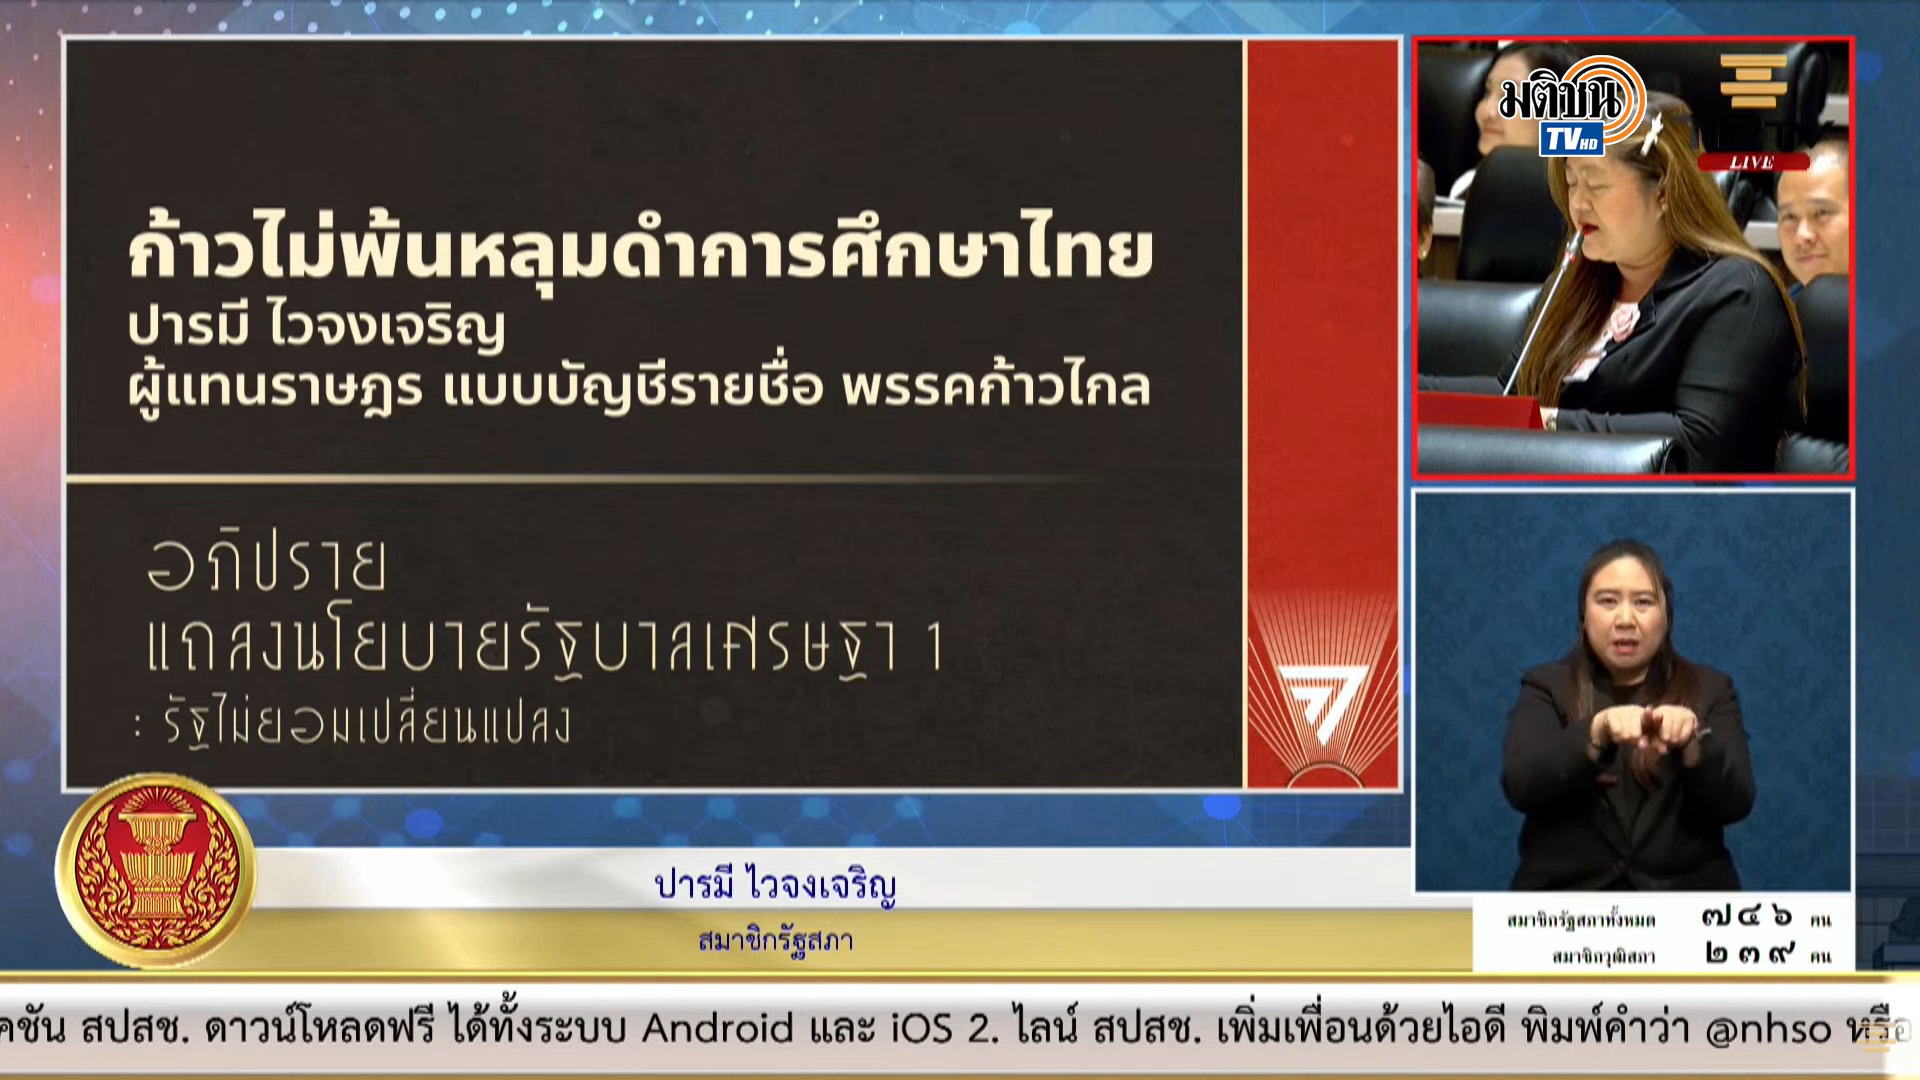 ก้าวไม่พ้นหลุมดำการศึกษาไทย
ปารมี ไวจงเจริญ
ผู้แทนราษฎร แบบบัญชีรายชื่อ พรรคก้าวไกล
อภิปราย
แถลงนโยบายรัฐบาลเศรษฐา 1
: รัฐไม่ยอมเปลี่ยนแปลง
มติชน
TV HD
LIVE
ปารมี ไวจงเจริญ
สมาชิกรัฐสภา
สมาชิกรัฐสภาทั้งหมด ๗๔๖ คน
สมาชิกวุฒิสภา ๒๓๙ คน
คชัน สปสช. ดาวน์โหลดฟรี ได้ทั้งระบบ Android และ iOS 2. ไลน์ สปสช. เพิ่มเพื่อนด้วยไอดี พิมพ์คำว่า @nhso หรือ